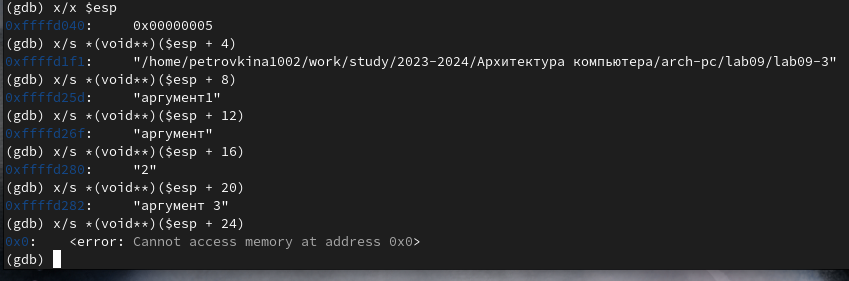 (gdb) x/x $esp
0xffffd040:     0x00000005
(gdb) x/s *(void**)($esp + 4)
0xffffd1f1:     "/home/petrovkina1002/work/study/2023-2024/Архитектура компьютера/arch-pc/lab09/lab09-3"
(gdb) x/s *(void**)($esp + 8)
0xffffd25d:     "аргумент1"
(gdb) x/s *(void**)($esp + 12)
0xffffd26f:     "аргумент"
(gdb) x/s *(void**)($esp + 16)
0xffffd280:     "2"
(gdb) x/s *(void**)($esp + 20)
0xffffd282:     "аргумент 3"
(gdb) x/s *(void**)($esp + 24)
0x0:    <error: Cannot access memory at address 0x0>
(gdb)